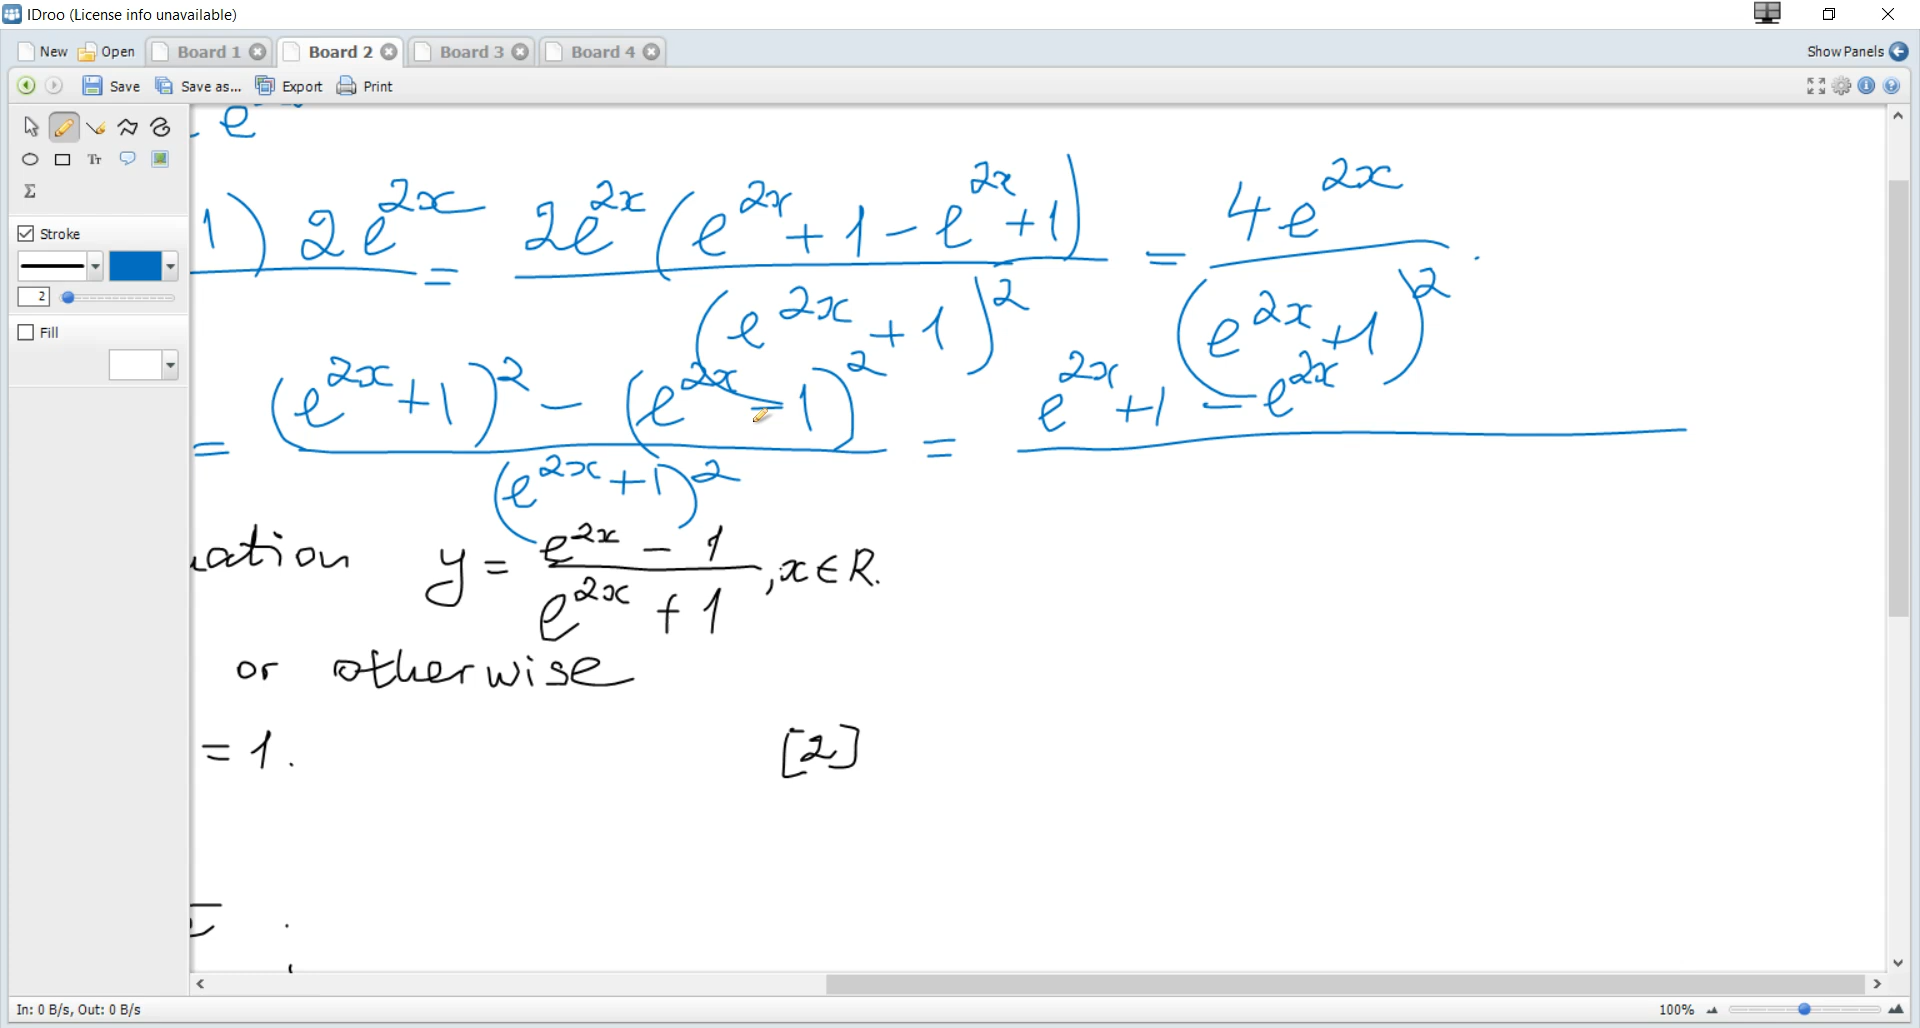 IDroo (License info unavailable)
New Open Board 1 Board 2 Board 3 Board 4 Show Panels
Save Save as... Export Print
Tr
Σ
Stroke
2
Fill
e
1) 2e^{2x} = 2e^{2x}(e^{2x} + 1 - e^{2x} + 1) / (e^{2x} + 1)^2 = 4e^{2x} / (e^{2x} + 1)^2 .
= (e^{2x} + 1)^2 - (e^{2x} - 1)^2 / (e^{2x} + 1)^2 = e^{2x} + 1 - e^{2x}
uation y = e^{2x} - 1 / e^{2x} + 1 , x ∈ R.
or otherwise
= 1. [2]
In: 0 B/s, Out: 0 B/s 100%